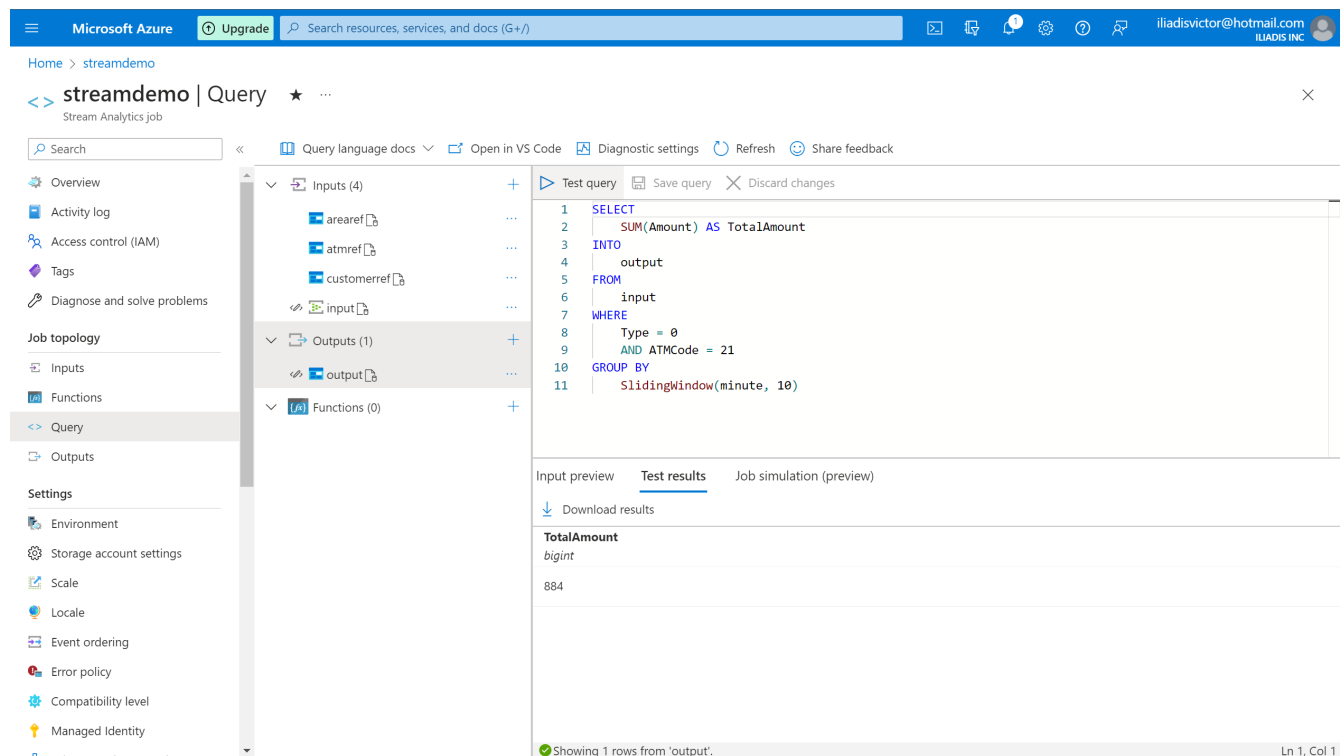 Microsoft Azure
Upgrade
Search resources, services, and docs (G+/)
1
iliadisvictor@hotmail.com
ILIADIS INC
Home > streamdemo
<> streamdemo | Query ★ ...
Stream Analytics job
Search
«
Query language docs
Open in VS Code
Diagnostic settings
Refresh
Share feedback
Overview
Activity log
Access control (IAM)
Tags
Diagnose and solve problems
Job topology
Inputs
Functions
<> Query
Outputs
Settings
Environment
Storage account settings
Scale
Locale
Event ordering
Error policy
Compatibility level
Managed Identity
Inputs (4)
arearef
atmref
customerref
input
Outputs (1)
output
Functions (0)
Test query
Save query
Discard changes
1 SELECT
2 SUM(Amount) AS TotalAmount
3 INTO
4 output
5 FROM
6 input
7 WHERE
8 Type = 0
9 AND ATMCode = 21
10 GROUP BY
11 SlidingWindow(minute, 10)
Input preview
Test results
Job simulation (preview)
Download results
TotalAmount
bigint
884
Showing 1 rows from 'output'.
Ln 1, Col 1